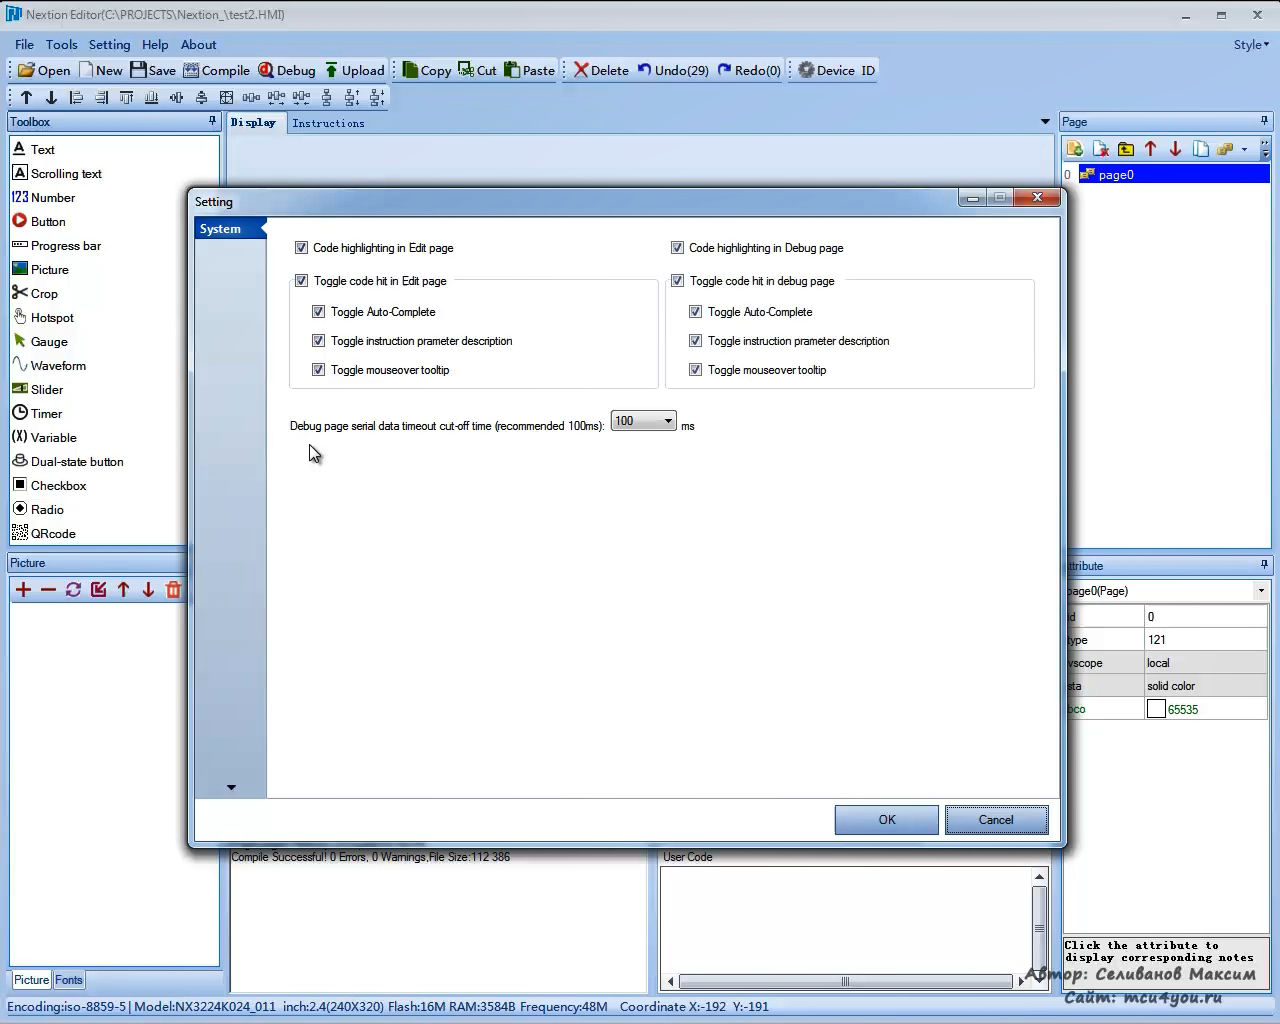 Nextion Editor(C:\PROJECTS\Nextion_\test2.HMI)
File Tools Setting Help About Style
Open New Save Compile Debug Upload Copy Cut Paste Delete Undo(29) Redo(0) Device ID
Toolbox
Display Instructions
Page
Text
Scrolling text
123 Number
Button
Progress bar
Picture
Crop
Hotspot
Gauge
Waveform
Slider
Timer
(X) Variable
Dual-state button
Checkbox
Radio
QRcode
0 page0
Setting
System
Code highlighting in Edit page
Code highlighting in Debug page
Toggle code hit in Edit page
Toggle code hit in debug page
Toggle Auto-Complete
Toggle Auto-Complete
Toggle instruction prameter description
Toggle instruction prameter description
Toggle mouseover tooltip
Toggle mouseover tooltip
Debug page serial data timeout cut-off time (recommended 100ms): 100 ms
OK Cancel
Picture
ttribute
page0(Page)
id 0
type 121
vscope local
sta solid color
bco 65535
Compile Successful! 0 Errors, 0 Warnings,File Size:112 386
User Code
Click the attribute to
display corresponding notes
Автор: Селиванов Максим
Сайт: mcu4you.ru
Picture Fonts
Encoding:iso-8859-5 Model:NX3224K024_011 inch:2.4(240X320) Flash:16M RAM:3584B Frequency:48M Coordinate X:-192 Y:-191